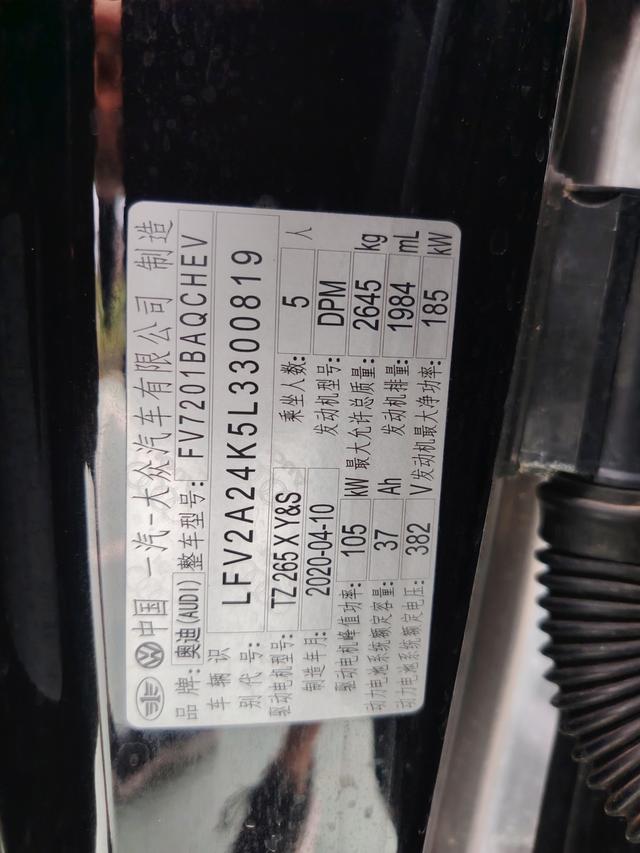 中国 一汽-大众汽车有限公司 制造
品牌: 奥迪(AUDI) 整车型号: FV7201BAQCHEV
车辆识别代号: LFV2A24K5L3300819
驱动电机型号: TZ 265 X Y&S 乘坐人数: 5 人
制造年月: 2020-04-10 发动机型号: DPM
驱动电机峰值功率: 105 kW 最大允许总质量: 2645 kg
动力电池系统额定容量: 37 Ah 发动机排量: 1984 mL
动力电池系统额定电压: 382 V 发动机最大净功率: 185 kW